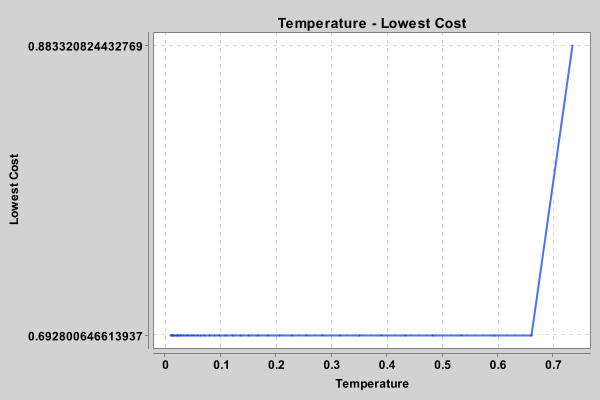 Temperature - Lowest Cost
0.883320824432769
Lowest Cost
0.692800646613937
0 0.1 0.2 0.3 0.4 0.5 0.6 0.7
Temperature